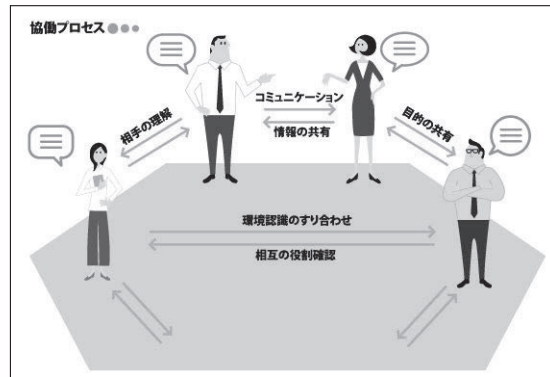 協働プロセス
コミュニケーション
情報の共有
相手の理解
目的の共有
環境認識のすり合わせ
相互の役割確認